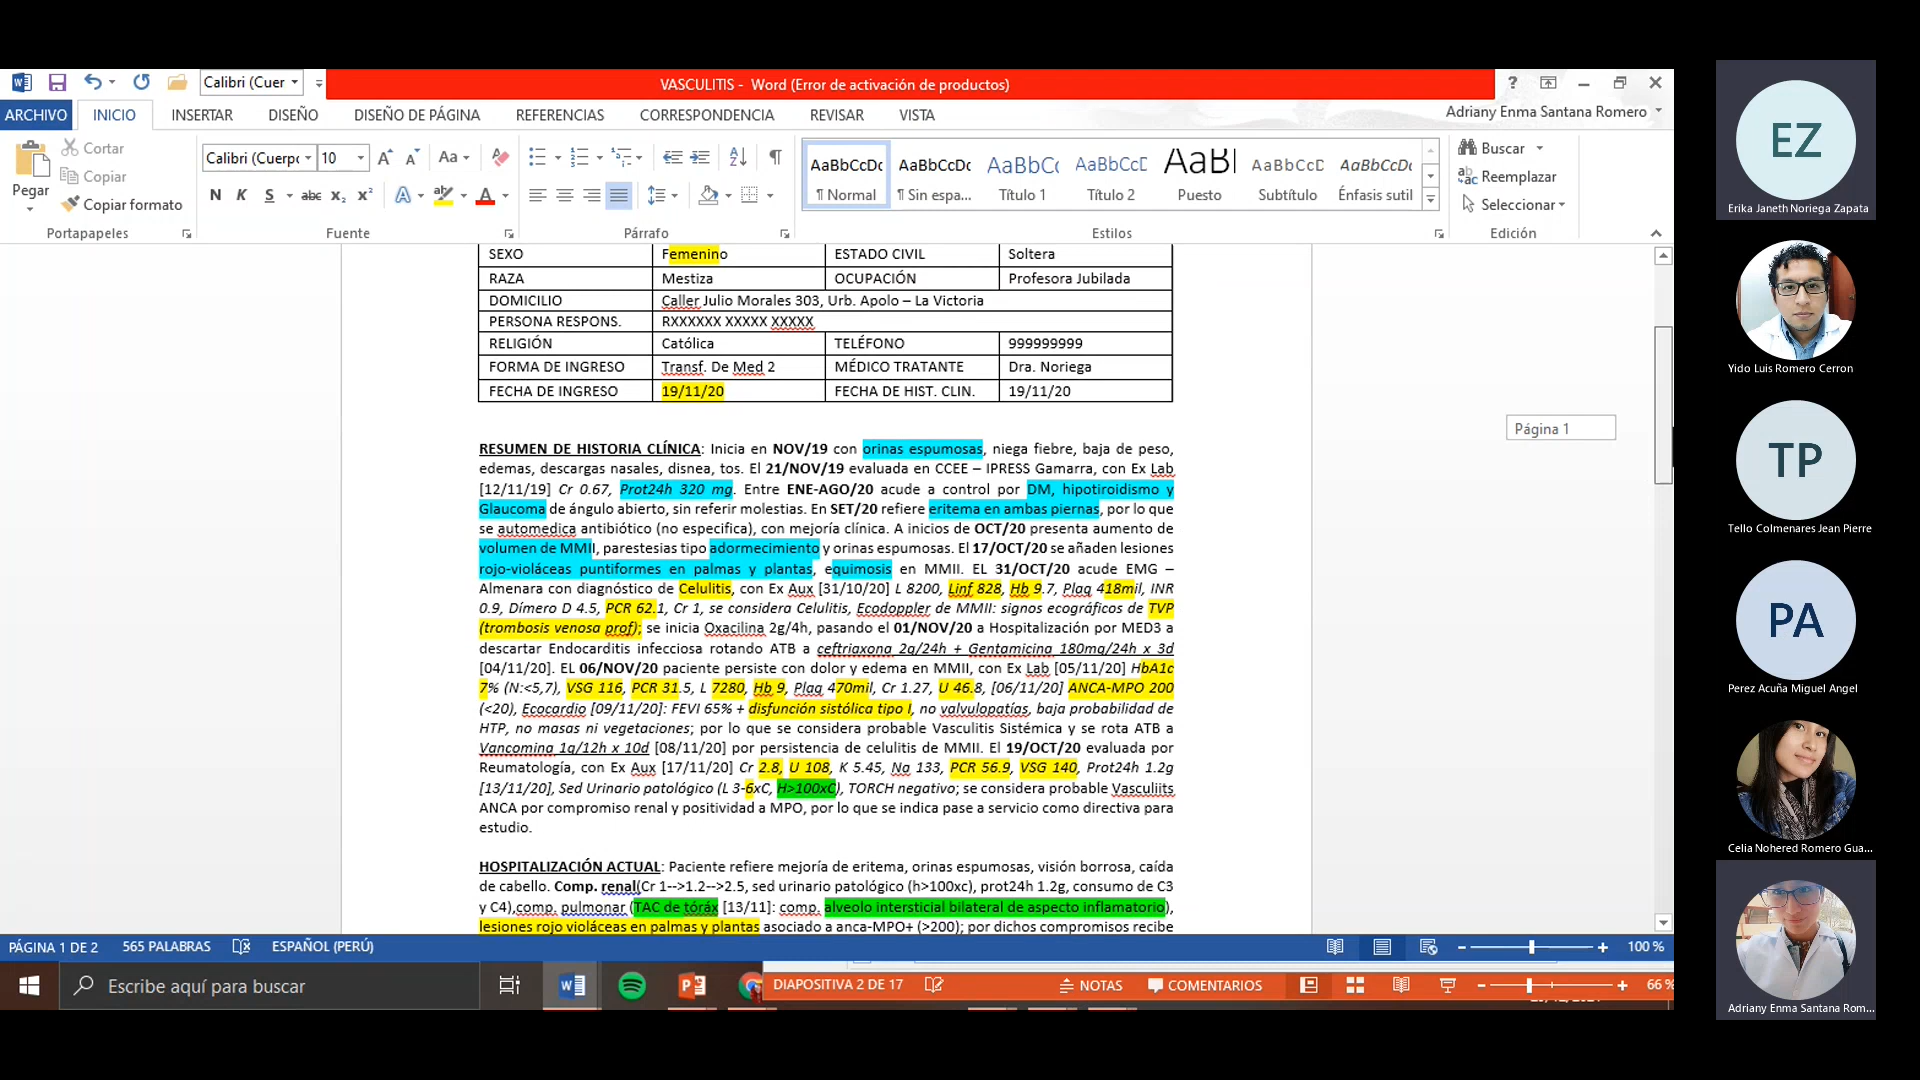 Calibri (Cuer
VASCULITIS - Word (Error de activación de productos)
ARCHIVO INICIO INSERTAR DISEÑO DISEÑO DE PÁGINA REFERENCIAS CORRESPONDENCIA REVISAR VISTA
Adriany Enma Santana Romero
Pegar
Cortar
Copiar
Copiar formato
Portapapeles
Calibri (Cuerpo 10
N K S abc x₂ x²
Fuente
Párrafo
AaBbCcDc AaBbCcDc AaBbC( AaBbCcD AaBl AaBbCcD AaBbCcDc
¶ Normal ¶ Sin espa... Título 1 Título 2 Puesto Subtítulo Énfasis sutil
Estilos
Buscar
Reemplazar
Seleccionar
Edición
SEXO Femenino ESTADO CIVIL Soltera
RAZA Mestiza OCUPACIÓN Profesora Jubilada
DOMICILIO Caller Julio Morales 303, Urb. Apolo – La Victoria
PERSONA RESPONS. RXXXXXX XXXXX XXXXX
RELIGIÓN Católica TELÉFONO 999999999
FORMA DE INGRESO Transf. De Med 2 MÉDICO TRATANTE Dra. Noriega
FECHA DE INGRESO 19/11/20 FECHA DE HIST. CLIN. 19/11/20
Página 1
RESUMEN DE HISTORIA CLÍNICA: Inicia en NOV/19 con orinas espumosas, niega fiebre, baja de peso,
edemas, descargas nasales, disnea, tos. El 21/NOV/19 evaluada en CCEE – IPRESS Gamarra, con Ex Lab
[12/11/19] Cr 0.67, Prot24h 320 mg. Entre ENE-AGO/20 acude a control por DM, hipotiroidismo y
Glaucoma de ángulo abierto, sin referir molestias. En SET/20 refiere eritema en ambas piernas, por lo que
se automedica antibiótico (no especifica), con mejoría clínica. A inicios de OCT/20 presenta aumento de
volumen de MMII, parestesias tipo adormecimiento y orinas espumosas. El 17/OCT/20 se añaden lesiones
rojo-violáceas puntiformes en palmas y plantas, equimosis en MMII. EL 31/OCT/20 acude EMG –
Almenara con diagnóstico de Celulitis, con Ex Aux [31/10/20] L 8200, Linf 828, Hb 9.7, Plaq 418mil, INR
0.9, Dímero D 4.5, PCR 62.1, Cr 1, se considera Celulitis, Ecodoppler de MMII: signos ecográficos de TVP
(trombosis venosa prof); se inicia Oxacilina 2g/4h, pasando el 01/NOV/20 a Hospitalización por MED3 a
descartar Endocarditis infecciosa rotando ATB a ceftriaxona 2g/24h + Gentamicina 180mg/24h x 3d
[04/11/20]. EL 06/NOV/20 paciente persiste con dolor y edema en MMII, con Ex Lab [05/11/20] HbA1c
7% (N:<5,7), VSG 116, PCR 31.5, L 7280, Hb 9, Plaq 470mil, Cr 1.27, U 46.8, [06/11/20] ANCA-MPO 200
(<20), Ecocardio [09/11/20]: FEVI 65% + disfunción sistólica tipo I, no valvulopatías, baja probabilidad de
HTP, no masas ni vegetaciones; por lo que se considera probable Vasculitis Sistémica y se rota ATB a
Vancomina 1g/12h x 10d [08/11/20] por persistencia de celulitis de MMII. El 19/OCT/20 evaluada por
Reumatología, con Ex Aux [17/11/20] Cr 2.8, U 108, K 5.45, Na 133, PCR 56.9, VSG 140, Prot24h 1.2g
[13/11/20], Sed Urinario patológico (L 3-6xC, H>100xC), TORCH negativo; se considera probable Vasculiits
ANCA por compromiso renal y positividad a MPO, por lo que se indica pase a servicio como directiva para
estudio.
HOSPITALIZACIÓN ACTUAL: Paciente refiere mejoría de eritema, orinas espumosas, visión borrosa, caída
de cabello. Comp. renal(Cr 1-->1.2-->2.5, sed urinario patológico (h>100xc), prot24h 1.2g, consumo de C3
y C4),comp. pulmonar (TAC de tóráx [13/11]: comp. alveolo intersticial bilateral de aspecto inflamatorio),
lesiones rojo violáceas en palmas y plantas asociado a anca-MPO+ (>200); por dichos compromisos recibe
PÁGINA 1 DE 2 565 PALABRAS ESPAÑOL (PERÚ) 100 %
Escribe aquí para buscar
DIAPOSITIVA 2 DE 17 NOTAS COMENTARIOS 66 %
EZ
Erika Janeth Noriega Zapata
Yido Luis Romero Cerron
TP
Tello Colmenares Jean Pierre
PA
Perez Acuña Miguel Angel
Celia Nohered Romero Gua...
Adriany Enma Santana Rom...